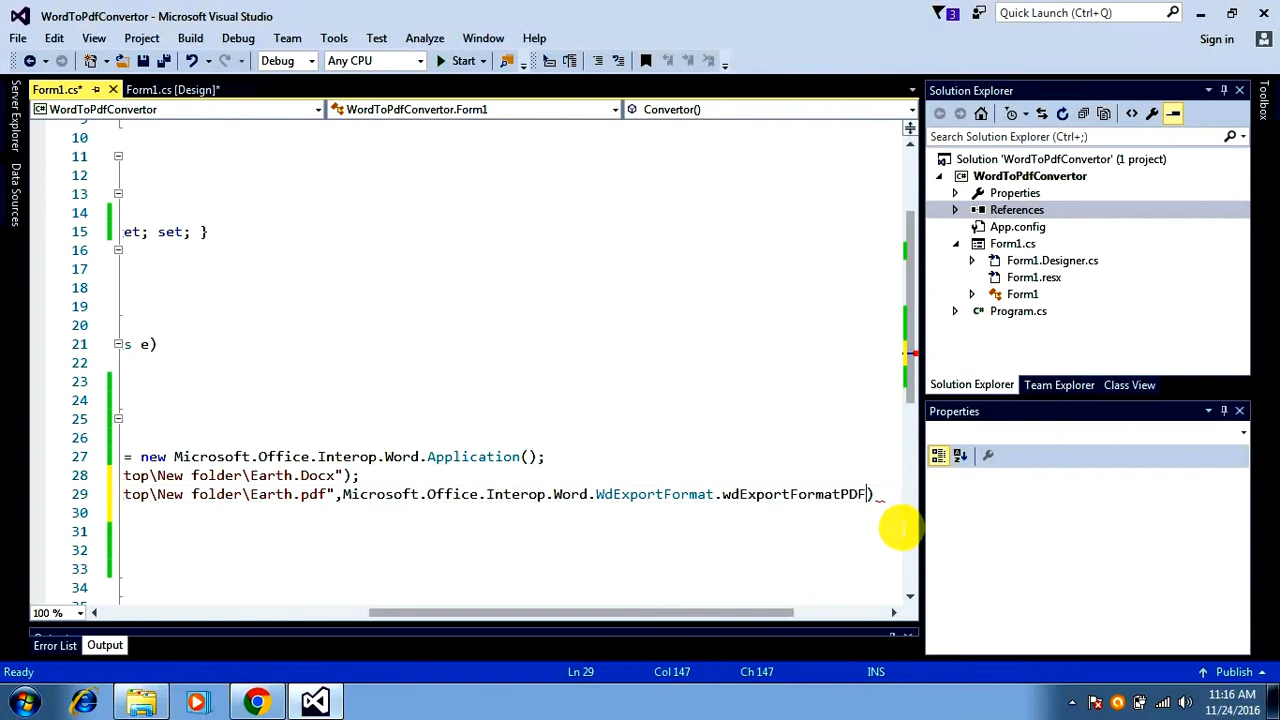 WordToPdfConvertor - Microsoft Visual Studio
3
Quick Launch (Ctrl+Q)
File Edit View Project Build Debug Team Tools Test Analyze Window Help
Sign in
Debug Any CPU Start
Form1.cs* Form1.cs [Design]*
WordToPdfConvertor WordToPdfConvertor.Form1 Convertor()
Server Explorer
Data Sources
10
11
12
13
14
15 et; set; }
16
17
18
19
20
21 s e)
22
23
24
25
26
27 = new Microsoft.Office.Interop.Word.Application();
28 top\New folder\Earth.Docx");
29 top\New folder\Earth.pdf",Microsoft.Office.Interop.Word.WdExportFormat.wdExportFormatPDF)
30
31
32
33
34
100 %
Error List Output
Solution Explorer
Search Solution Explorer (Ctrl+;)
Solution 'WordToPdfConvertor' (1 project)
WordToPdfConvertor
Properties
References
App.config
Form1.cs
Form1.Designer.cs
Form1.resx
Form1
Program.cs
Solution Explorer Team Explorer Class View
Properties
Toolbox
Ready Ln 29 Col 147 Ch 147 INS Publish
11:16 AM
11/24/2016